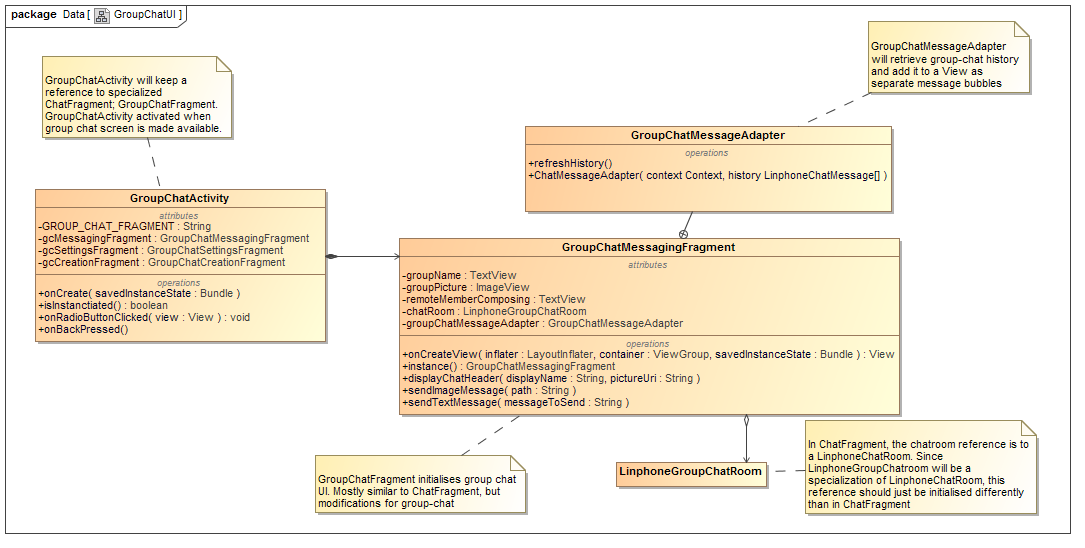 package Data [ GroupChatUI ]
GroupChatActivity will keep a
reference to specialized
ChatFragment; GroupChatFragment.
GroupChatActivity activated when
group chat screen is made available.
GroupChatMessageAdapter
will retrieve group-chat history
and add it to a View as
separate message bubbles
GroupChatMessageAdapter
operations
+refreshHistory()
+ChatMessageAdapter( context Context, history LinphoneChatMessage[] )
GroupChatActivity
attributes
-GROUP_CHAT_FRAGMENT : String
-gcMessagingFragment : GroupChatMessagingFragment
-gcSettingsFragment : GroupChatSettingsFragment
-gcCreationFragment : GroupChatCreationFragment
operations
+onCreate( savedInstanceState : Bundle )
+isInstanctiated() : boolean
+onRadioButtonClicked( view : View ) : void
+onBackPressed()
GroupChatMessagingFragment
attributes
-groupName : TextView
-groupPicture : ImageView
-remoteMemberComposing : TextView
-chatRoom : LinphoneGroupChatRoom
-groupChatMessageAdapter : GroupChatMessageAdapter
operations
+onCreateView( inflater : LayoutInflater, container : ViewGroup, savedInstanceState : Bundle ) : View
+instance() : GroupChatMessagingFragment
+displayChatHeader( displayName : String, pictureUri : String )
+sendImageMessage( path : String )
+sendTextMessage( messageToSend : String )
GroupChatFragment initialises group chat
UI. Mostly similar to ChatFragment, but
modifications for group-chat
LinphoneGroupChatRoom
In ChatFragment, the chatroom reference is to
a LinphoneChatRoom. Since
LinphoneGroupChatroom will be a
specialization of LinphoneChatRoom, this
reference should just be initialised differently
than in ChatFragment